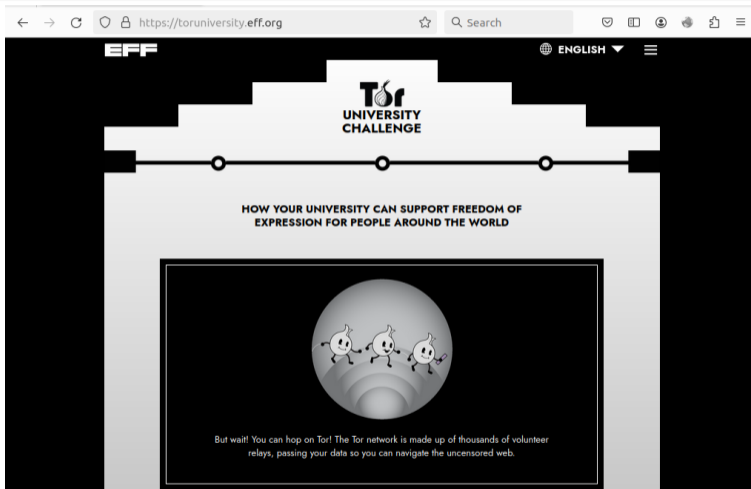 https://toruniversity.eff.org
Search
EFF
ENGLISH
Tor
UNIVERSITY
CHALLENGE
HOW YOUR UNIVERSITY CAN SUPPORT FREEDOM OF
EXPRESSION FOR PEOPLE AROUND THE WORLD
But wait! You can hop on Tor! The Tor network is made up of thousands of volunteer
relays, passing your data so you can navigate the uncensored web.